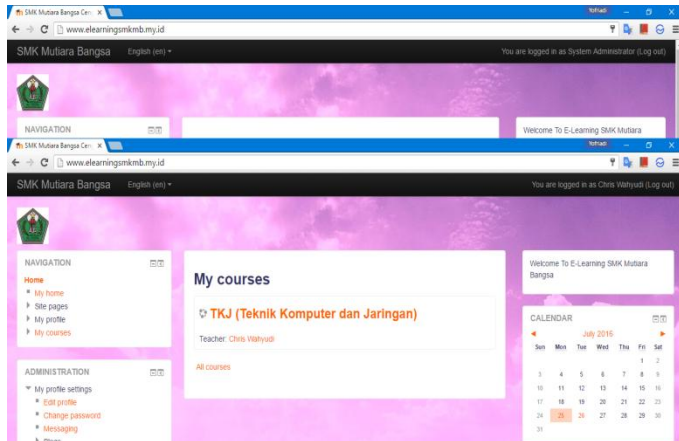 SMK Mutiara Bangsa Cen
Yofriadi
www.elearningsmkmb.my.id
SMK Mutiara Bangsa English (en)
You are logged in as System Administrator (Log out)
NAVIGATION
Welcome To E-Learning SMK Mutiara
SMK Mutiara Bangsa Cen
Yofriadi
www.elearningsmkmb.my.id
SMK Mutiara Bangsa English (en)
You are logged in as Chris Wahyudi (Log out)
NAVIGATION
Home
My home
Site pages
My profile
My courses
ADMINISTRATION
My profile settings
Edit profile
Change password
Messaging
My courses
TKJ (Teknik Komputer dan Jaringan)
Teacher: Chris Wahyudi
All courses
Welcome To E-Learning SMK Mutiara
Bangsa
CALENDAR
July 2016
Sun Mon Tue Wed Thu Fri Sat
1 2
3 4 5 6 7 8 9
10 11 12 13 14 15 16
17 18 19 20 21 22 23
24 25 26 27 28 29 30
31